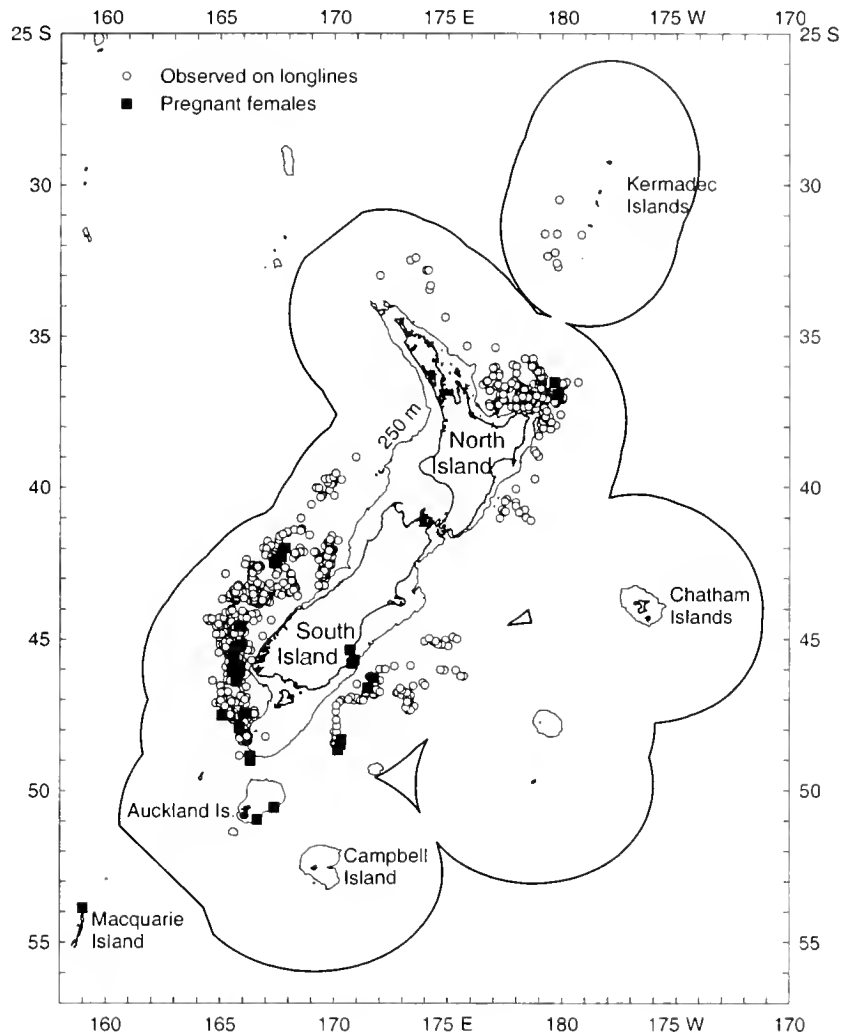 160 165 170 175 E 180 175 W 170
25 S 25 S
Observed on longlines
Pregnant females
Kermadec
Islands
30 30
35 35
250 m
North
Island
40 40
Chatham
Islands
South
Island
45 45
50 50
Auckland Is.
Campbell
Island
Macquarie
Island
55 55
160 165 170 175 E 180 175 W 170